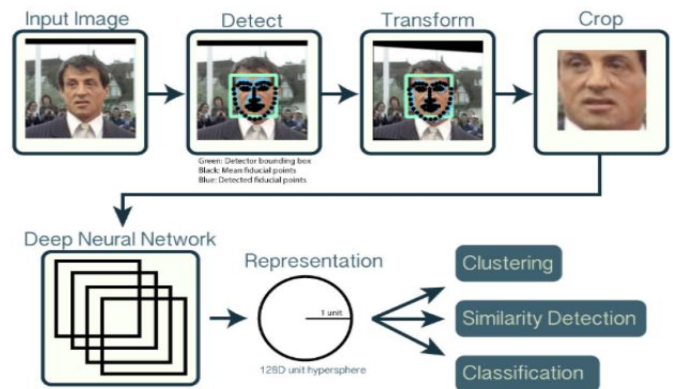 Input Image
Detect
Transform
Crop
Green: Detector bounding box
Black: Mean fiducial points
Blue: Detected fiducial points
Deep Neural Network
Representation
1 unit
128D unit hypersphere
Clustering
Similarity Detection
Classification